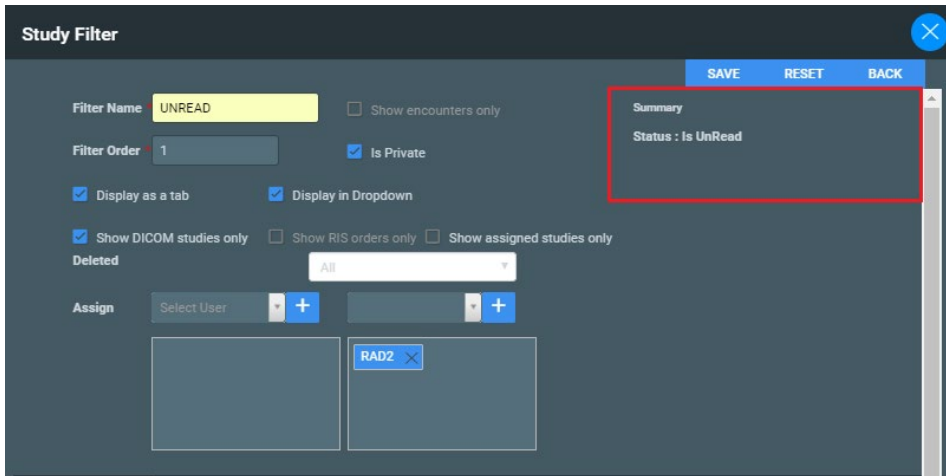 Study Filter
SAVE RESET BACK
Filter Name * UNREAD Show encounters only
Summary
Status : Is UnRead
Filter Order * 1 Is Private
Display as a tab Display in Dropdown
Show DICOM studies only Show RIS orders only Show assigned studies only
Deleted All
Assign Select User + +
RAD2